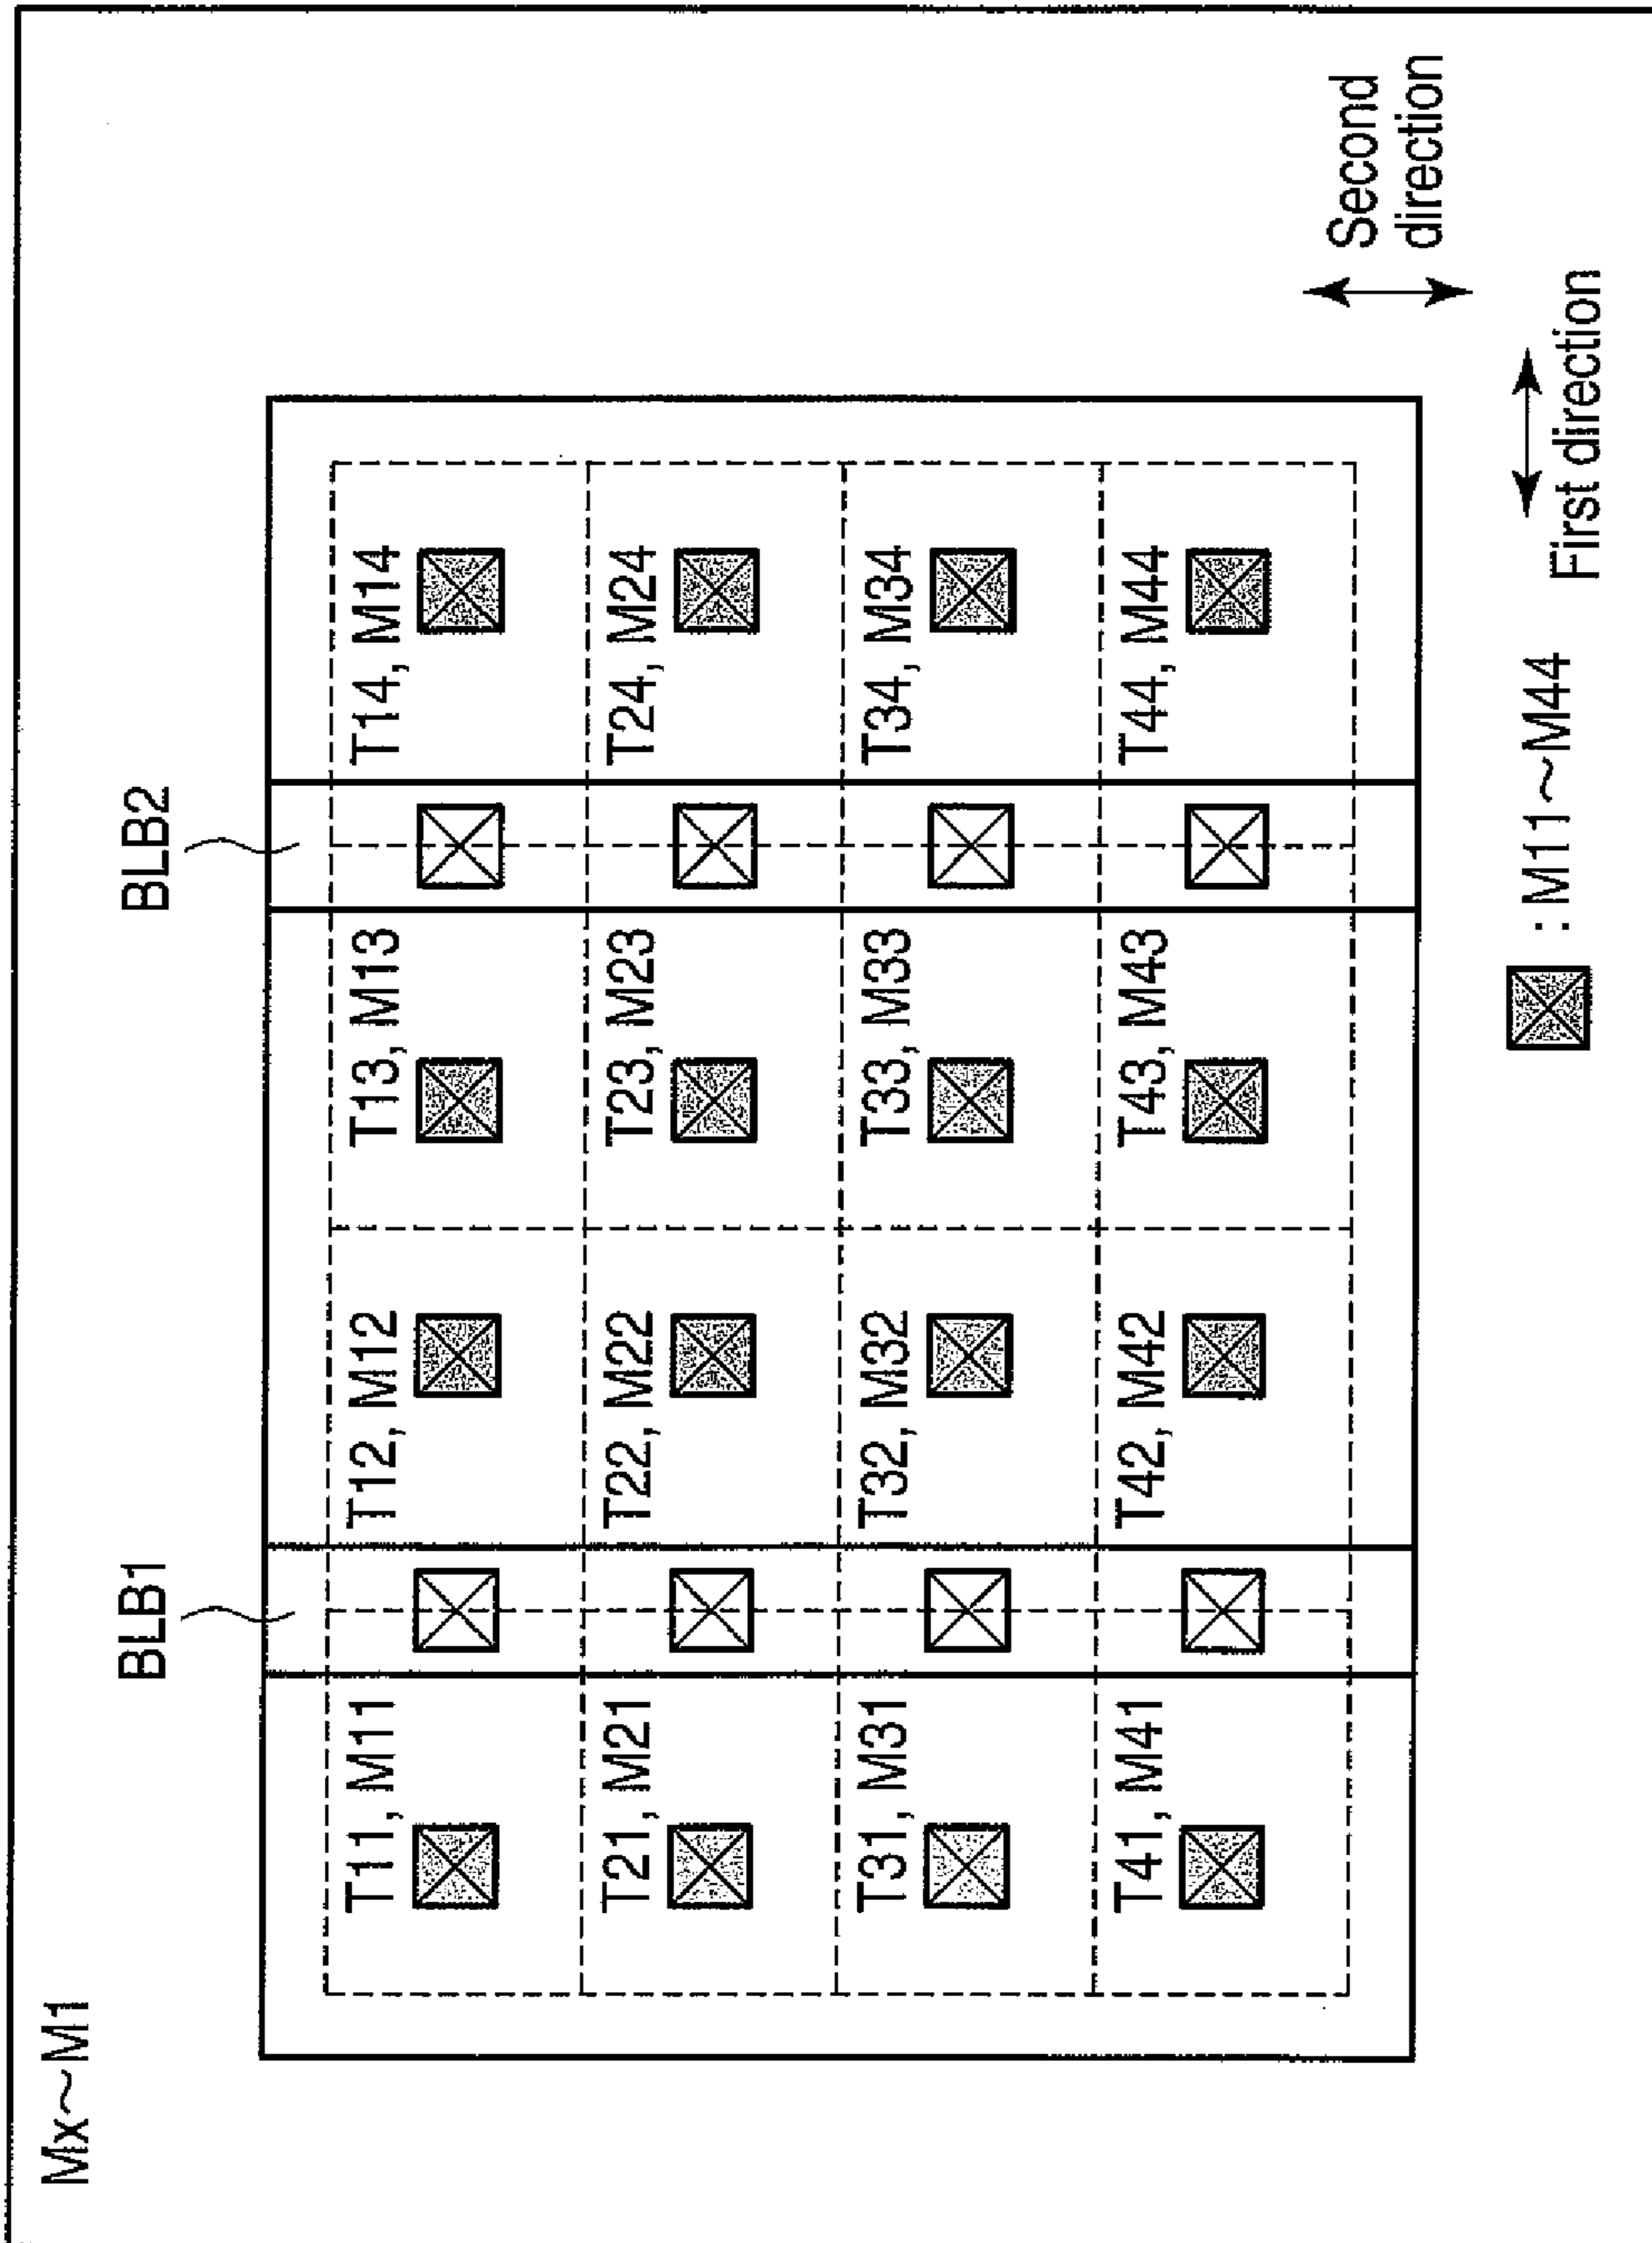 Mx~M1
BLB1 BLB2
T11, M11 T12, M12 T13, M13 T14, M14
T21, M21 T22, M22 T23, M23 T24, M24
T31, M31 T32, M32 T33, M33 T34, M34
T41, M41 T42, M42 T43, M43 T44, M44
Second
direction
: M11~M44
First direction